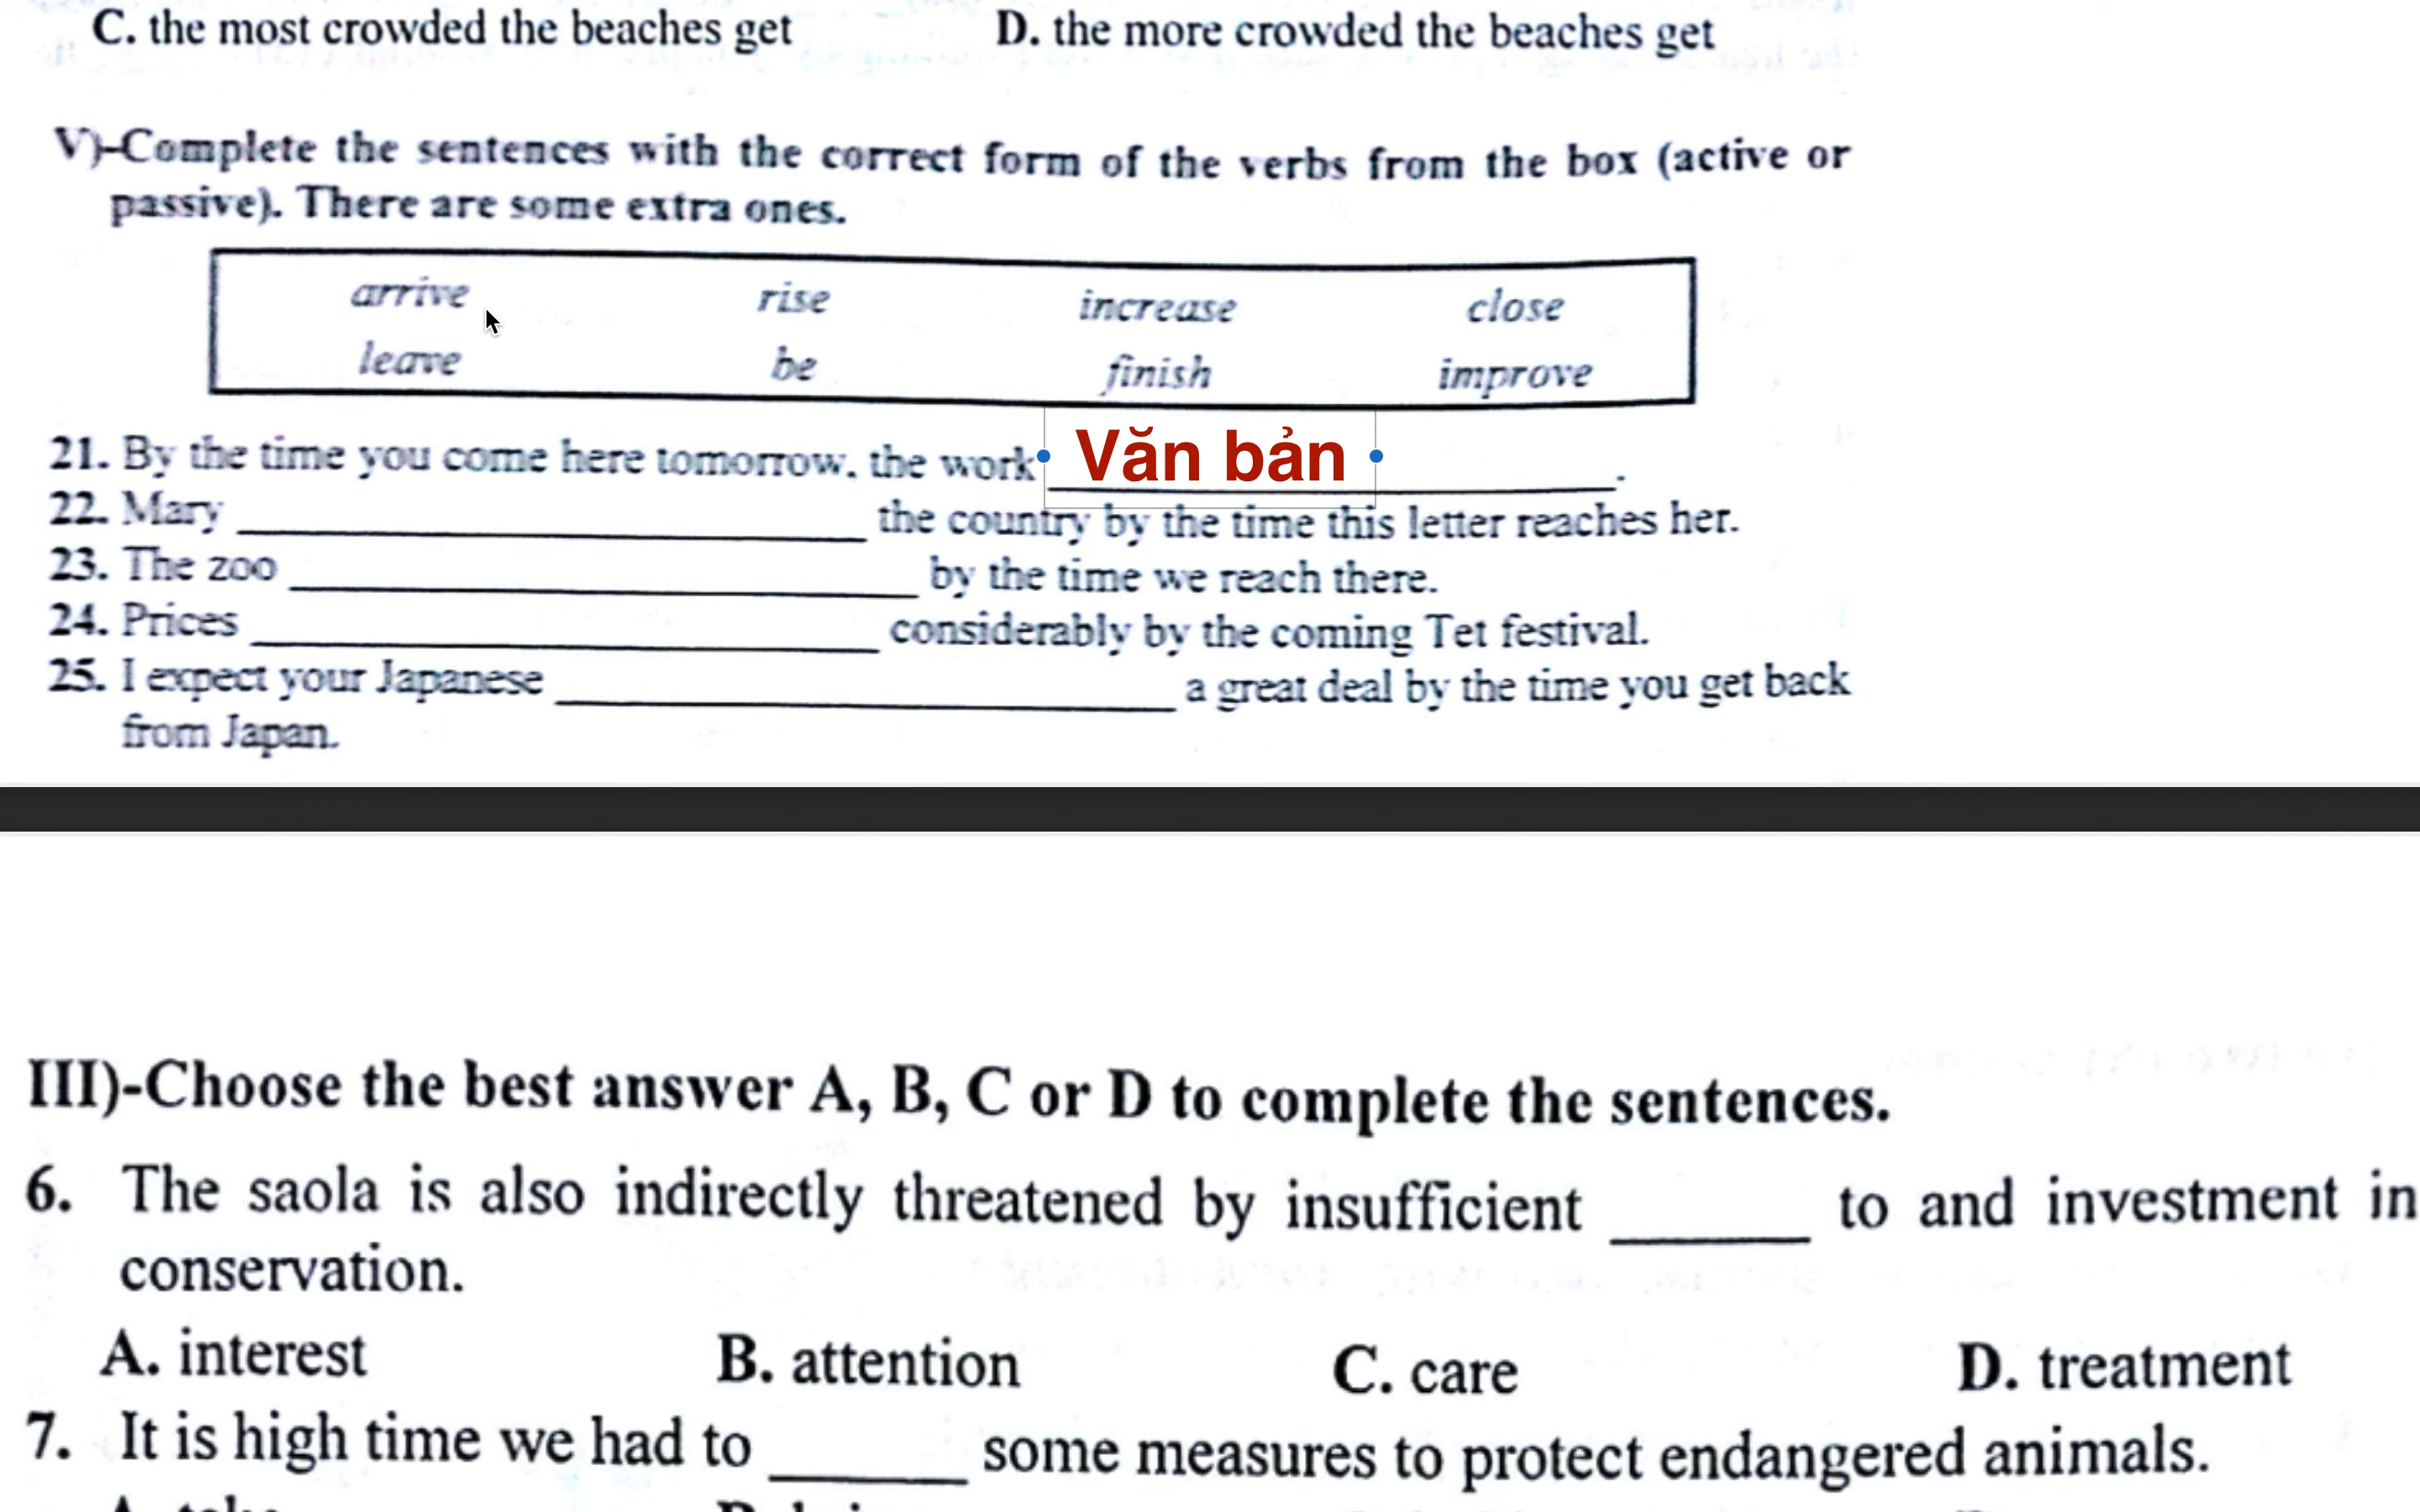 C. the most crowded the beaches get D. the more crowded the beaches get
V)-Complete the sentences with the correct form of the verbs from the box (active or
passive). There are some extra ones.
arrive rise increase close
leave be finish improve
21. By the time you come here tomorrow, the work Văn bản ____________.
22. Mary ____________ the country by the time this letter reaches her.
23. The zoo ____________ by the time we reach there.
24. Prices ____________ considerably by the coming Tet festival.
25. I expect your Japanese ____________ a great deal by the time you get back
from Japan.
III)-Choose the best answer A, B, C or D to complete the sentences.
6. The saola is also indirectly threatened by insufficient ______ to and investment in
conservation.
A. interest B. attention C. care D. treatment
7. It is high time we had to ______ some measures to protect endangered animals.